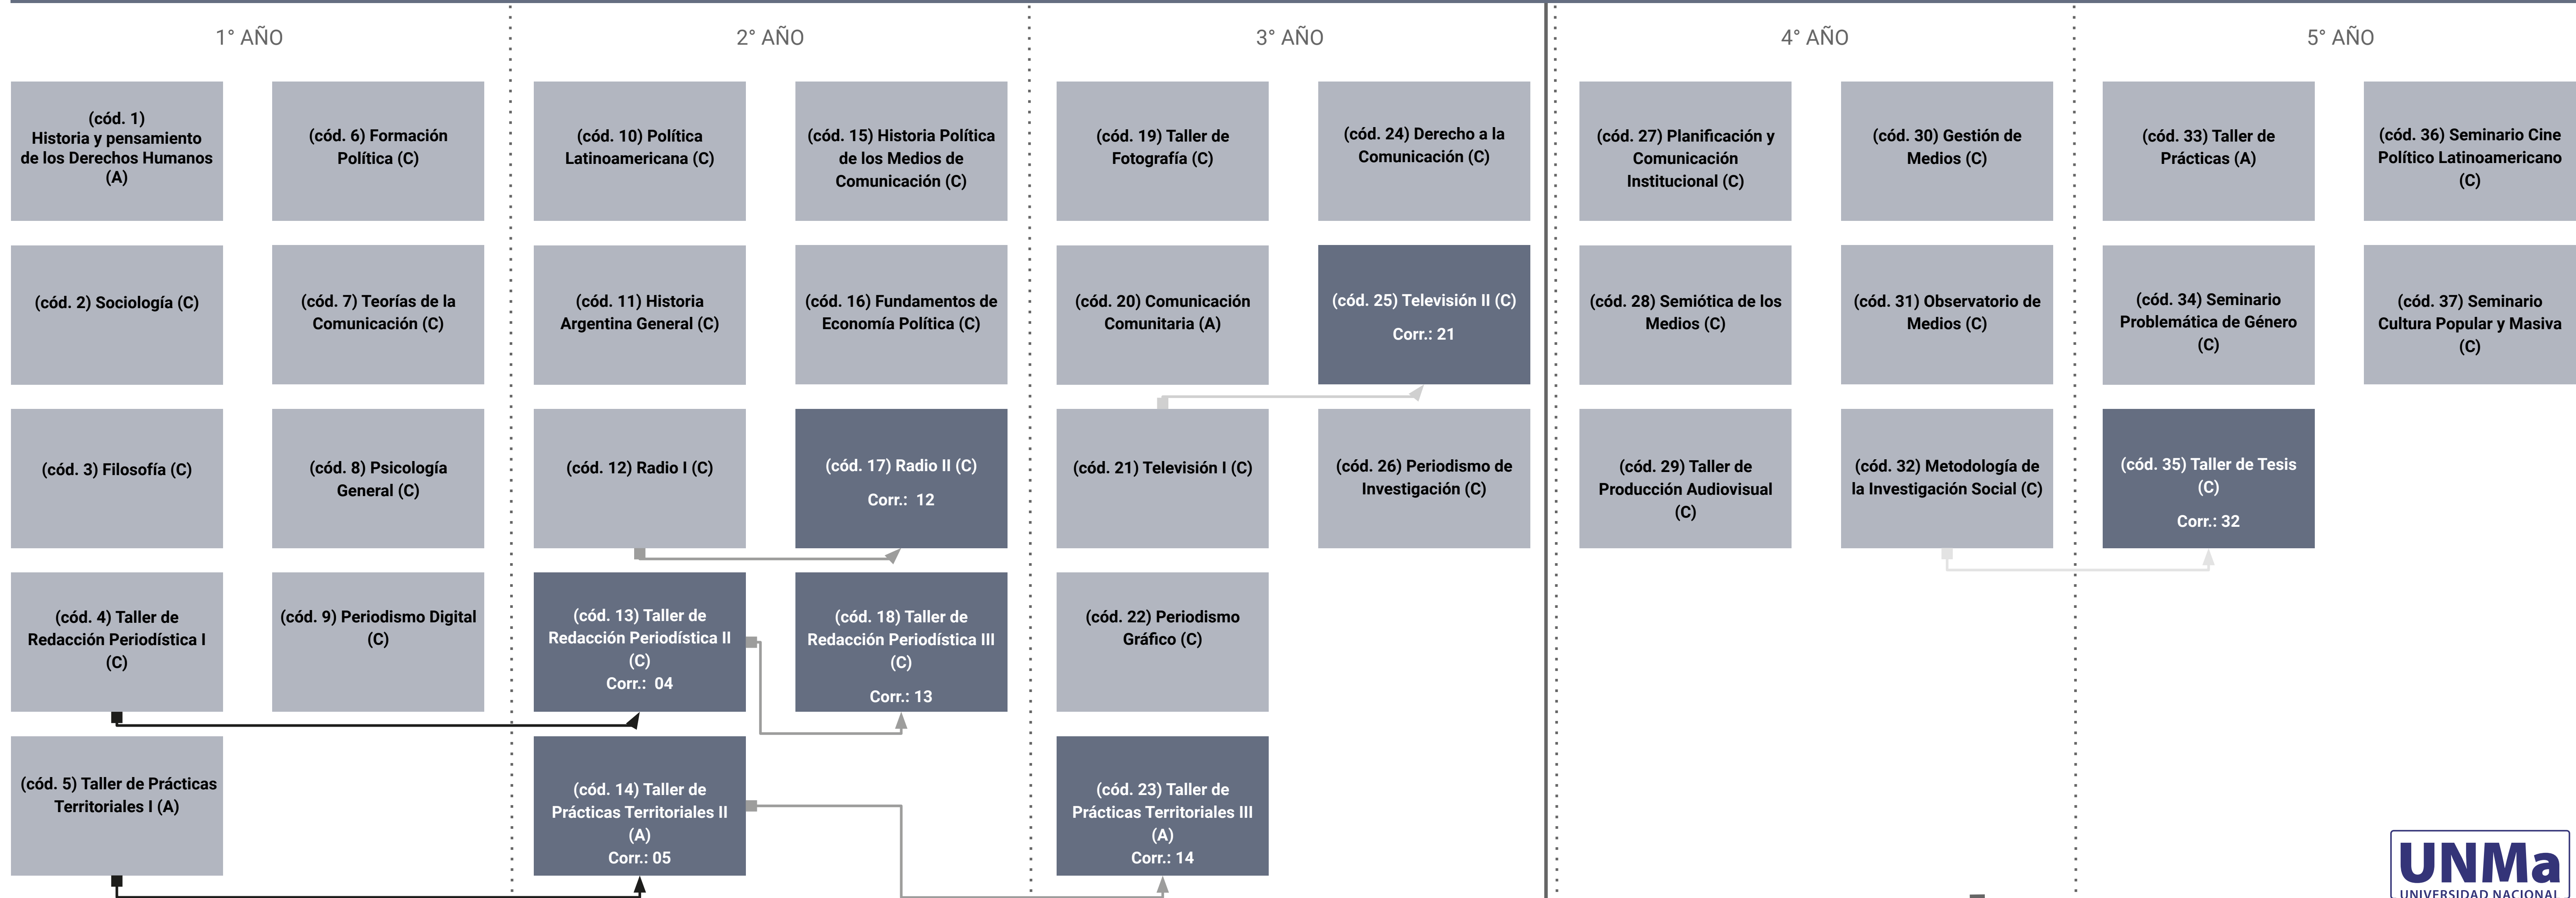 1° AÑO
2° AÑO
3° AÑO
4° AÑO
5° AÑO
(cód. 1)
Historia y pensamiento
de los Derechos Humanos
(A)
(cód. 6) Formación
Política (C)
(cód. 10) Política
Latinoamericana (C)
(cód. 15) Historia Política
de los Medios de
Comunicación (C)
(cód. 19) Taller de
Fotografía (C)
(cód. 24) Derecho a la
Comunicación (C)
(cód. 27) Planificación y
Comunicación
Institucional (C)
(cód. 30) Gestión de
Medios (C)
(cód. 33) Taller de
Prácticas (A)
(cód. 36) Seminario Cine
Político Latinoamericano
(C)
(cód. 2) Sociología (C)
(cód. 7) Teorías de la
Comunicación (C)
(cód. 11) Historia
Argentina General (C)
(cód. 16) Fundamentos de
Economía Política (C)
(cód. 20) Comunicación
Comunitaria (A)
(cód. 25) Televisión II (C)
Corr.: 21
(cód. 28) Semiótica de los
Medios (C)
(cód. 31) Observatorio de
Medios (C)
(cód. 34) Seminario
Problemática de Género
(C)
(cód. 37) Seminario
Cultura Popular y Masiva
(C)
(cód. 3) Filosofía (C)
(cód. 8) Psicología
General (C)
(cód. 12) Radio I (C)
(cód. 17) Radio II (C)
Corr.: 12
(cód. 21) Televisión I (C)
(cód. 26) Periodismo de
Investigación (C)
(cód. 29) Taller de
Producción Audiovisual
(C)
(cód. 32) Metodología de
la Investigación Social (C)
(cód. 35) Taller de Tesis
(C)
Corr.: 32
(cód. 4) Taller de
Redacción Periodística I
(C)
(cód. 9) Periodismo Digital
(C)
(cód. 13) Taller de
Redacción Periodística II
(C)
Corr.: 04
(cód. 18) Taller de
Redacción Periodística III
(C)
Corr.: 13
(cód. 22) Periodismo
Gráfico (C)
(cód. 5) Taller de Prácticas
Territoriales I (A)
(cód. 14) Taller de
Prácticas Territoriales II
(A)
Corr.: 05
(cód. 23) Taller de
Prácticas Territoriales III
(A)
Corr.: 14
UNMa
UNIVERSIDAD NACIONAL